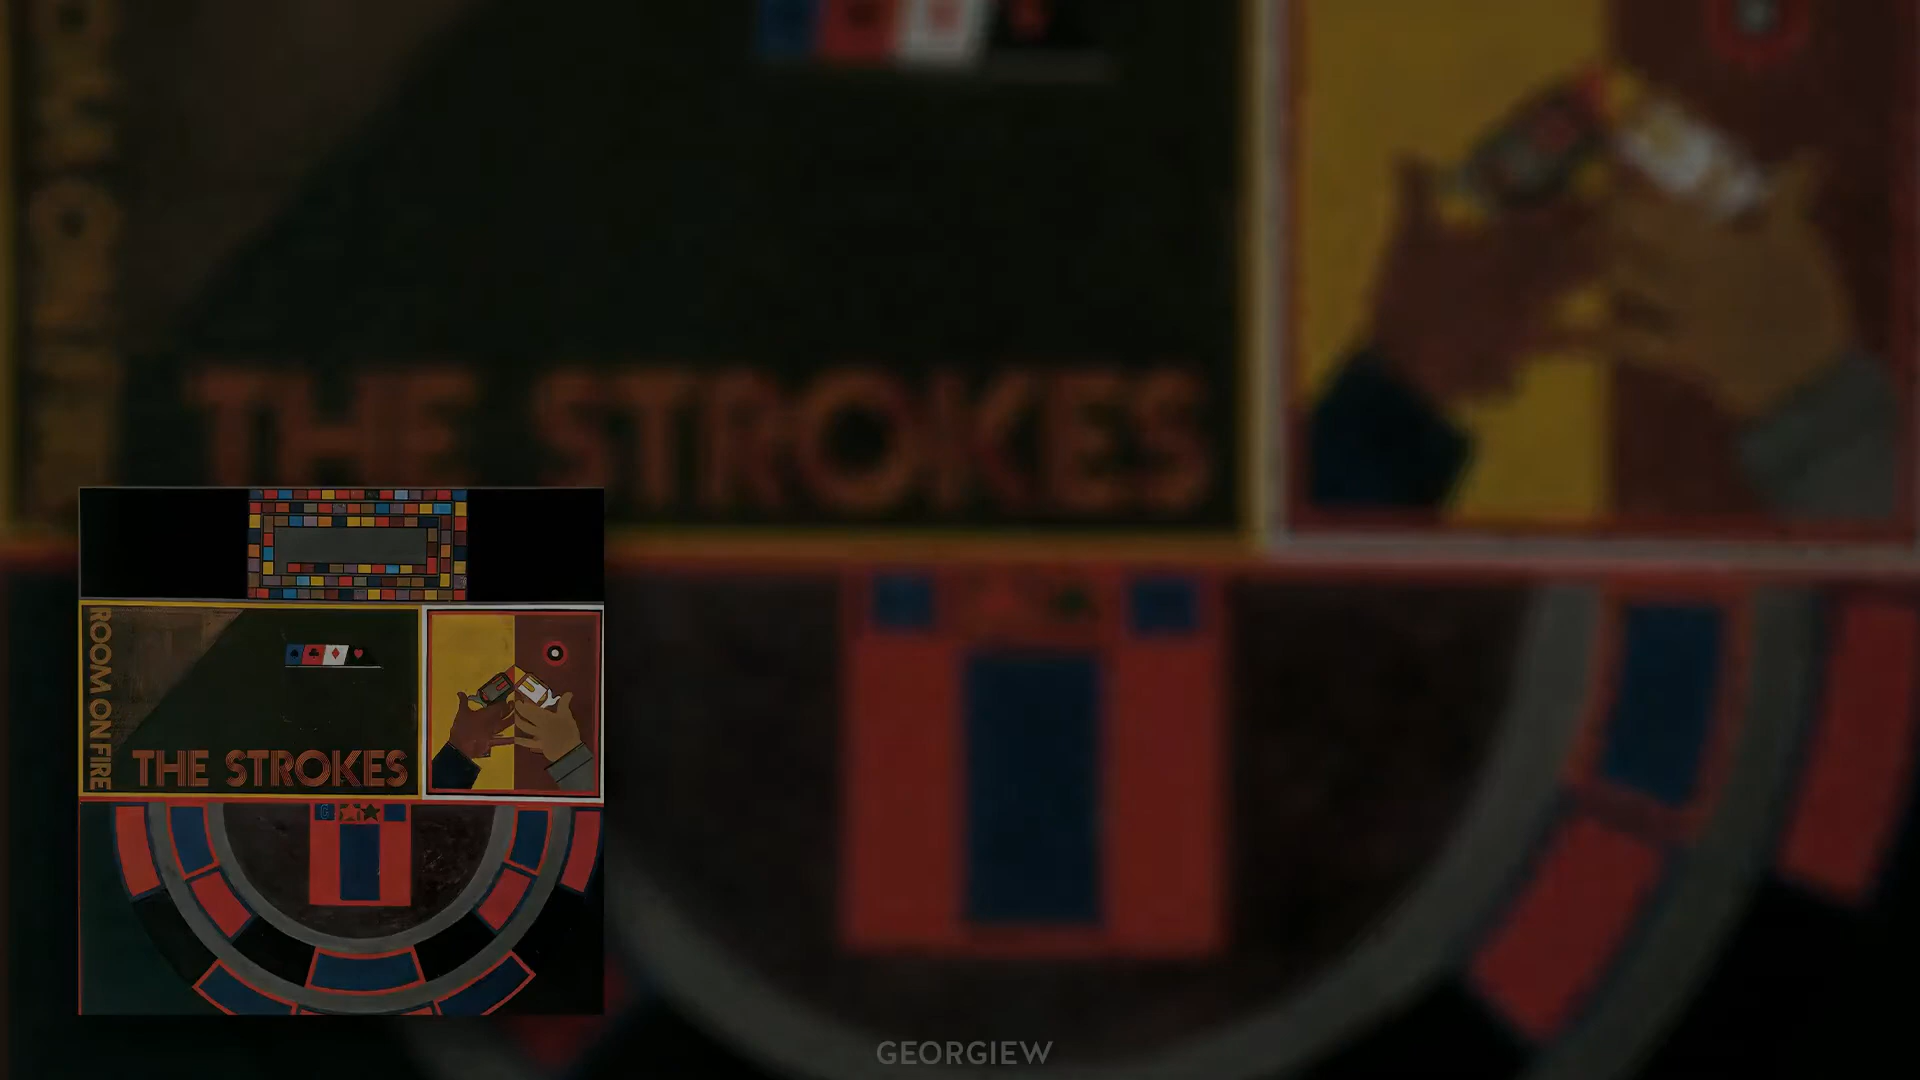 THE STROKES
ROOM ON FIRE
THE STROKES
GEORGIEW